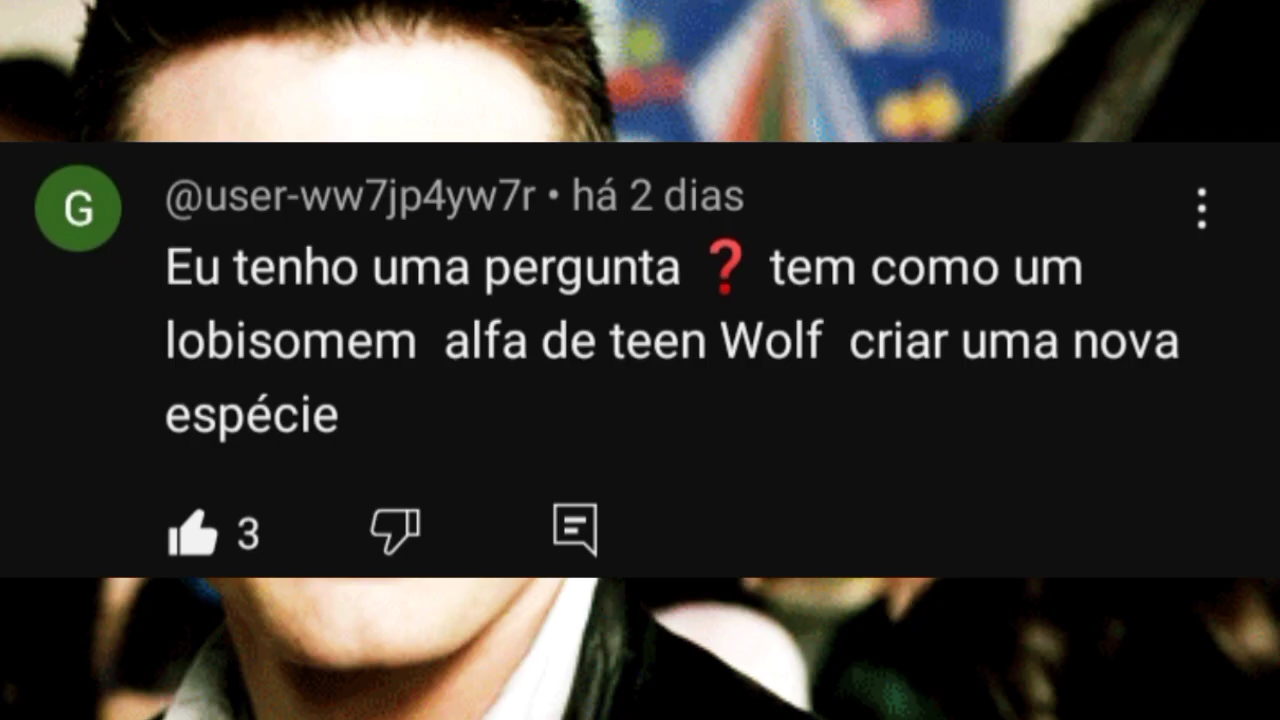 G
@user-ww7jp4yw7r • há 2 dias
Eu tenho uma pergunta ❓ tem como um
lobisomem alfa de teen Wolf criar uma nova
espécie
3